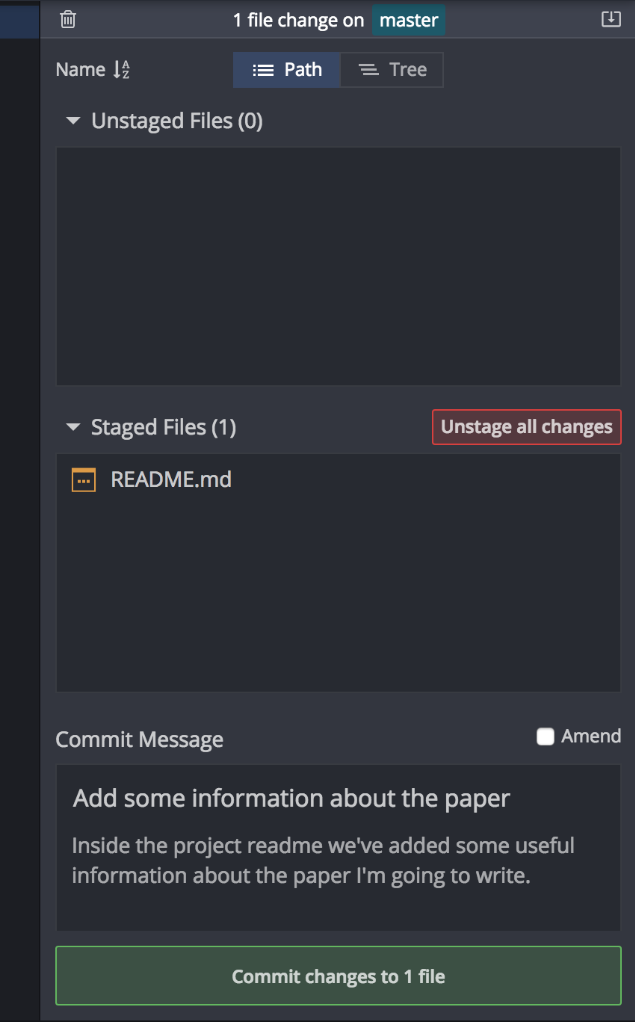 1 file change on master
Name
Path
Tree
Unstaged Files (0)
Staged Files (1)
Unstage all changes
README.md
Commit Message
Amend
Add some information about the paper
Inside the project readme we've added some useful
information about the paper I'm going to write.
Commit changes to 1 file